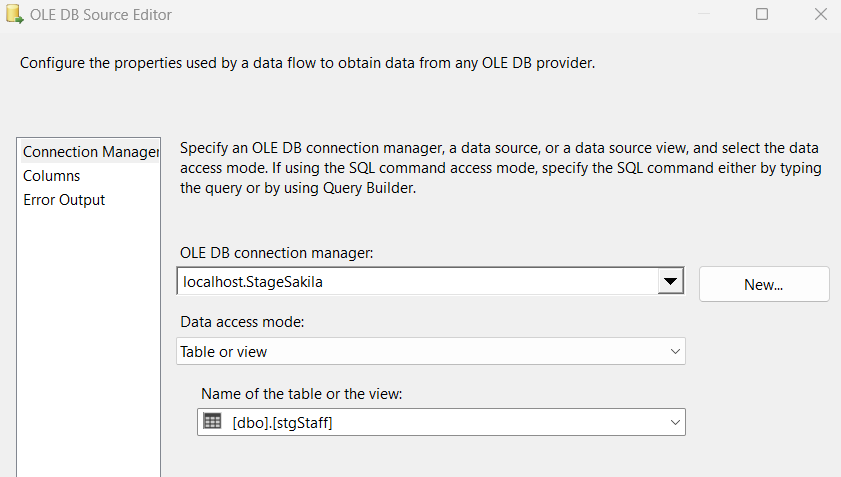 OLE DB Source Editor
Configure the properties used by a data flow to obtain data from any OLE DB provider.
Connection Manager
Columns
Error Output
Specify an OLE DB connection manager, a data source, or a data source view, and select the data
access mode. If using the SQL command access mode, specify the SQL command either by typing
the query or by using Query Builder.
OLE DB connection manager:
localhost.StageSakila
New...
Data access mode:
Table or view
Name of the table or the view:
[dbo].[stgStaff]